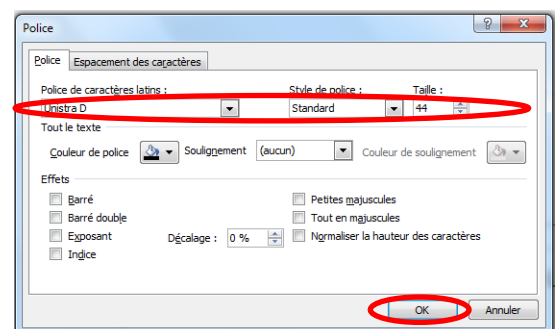 Police
Police Espacement des caractères
Police de caractères latins : Style de police : Taille :
Unistra D Standard 44
Tout le texte
Couleur de police Soulignement (aucun) Couleur de soulignement
Effets
Barré Petites majuscules
Barré double Tout en majuscules
Exposant Décalage : 0 % Normaliser la hauteur des caractères
Indice
OK Annuler